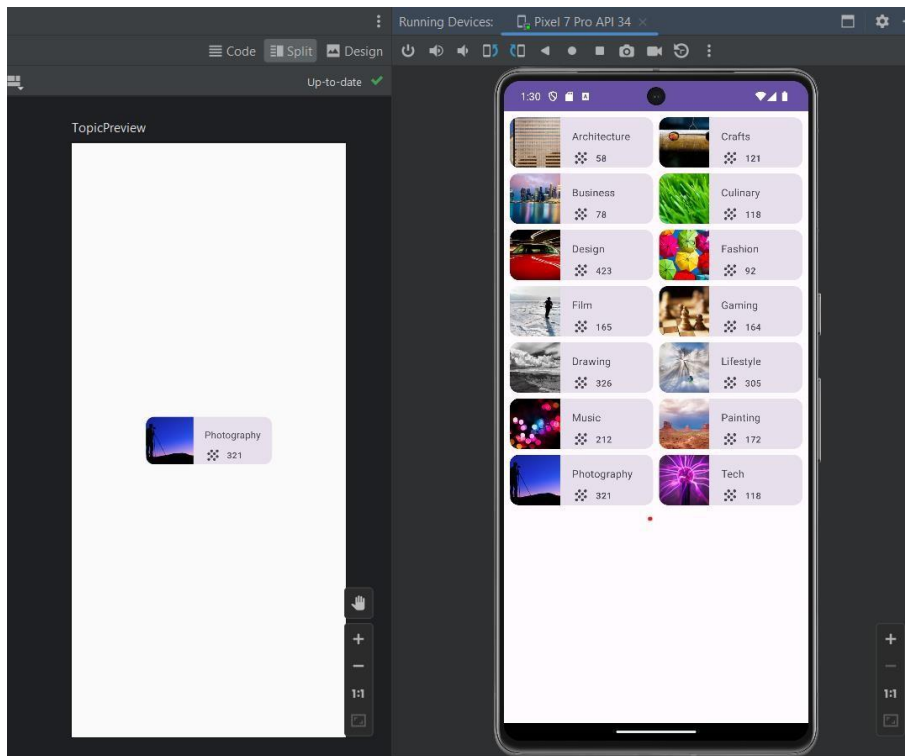 Running Devices:
Pixel 7 Pro API 34
Code
Split
Design
Up-to-date
TopicPreview
Photography
321
1:1
1:30
Architecture
58
Crafts
121
Business
78
Culinary
118
Design
423
Fashion
92
Film
165
Gaming
164
Drawing
326
Lifestyle
305
Music
212
Painting
172
Photography
321
Tech
118
1:1